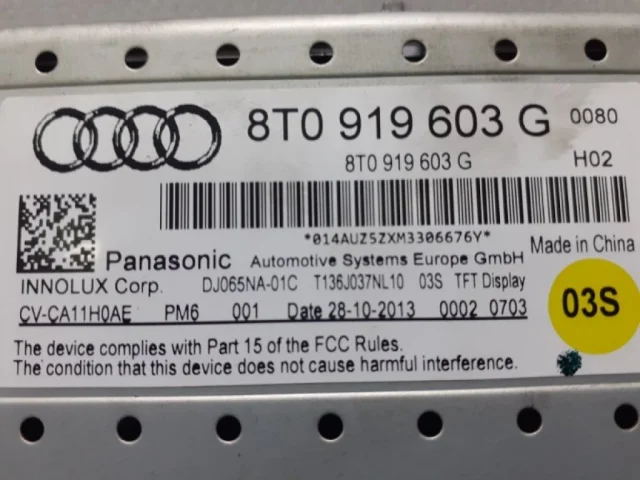 8T0 919 603 G 0080
8T0 919 603 G H02
*014AUZ5ZXM3306676Y*
Panasonic Automotive Systems Europe GmbH Made in China
INNOLUX Corp. DJ065NA-01C T136J037NL10 03S TFT Display
CV-CA11H0AE PM6 001 Date 28-10-2013 0002 0703
03S
The device complies with Part 15 of the FCC Rules.
The condition that this device does not cause harmful interference.